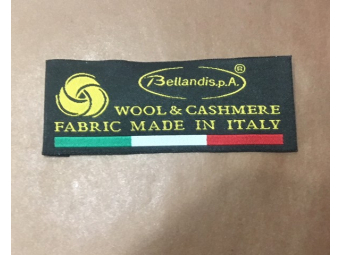 Bellandis.p.A. ®
WOOL & CASHMERE
FABRIC MADE IN ITALY